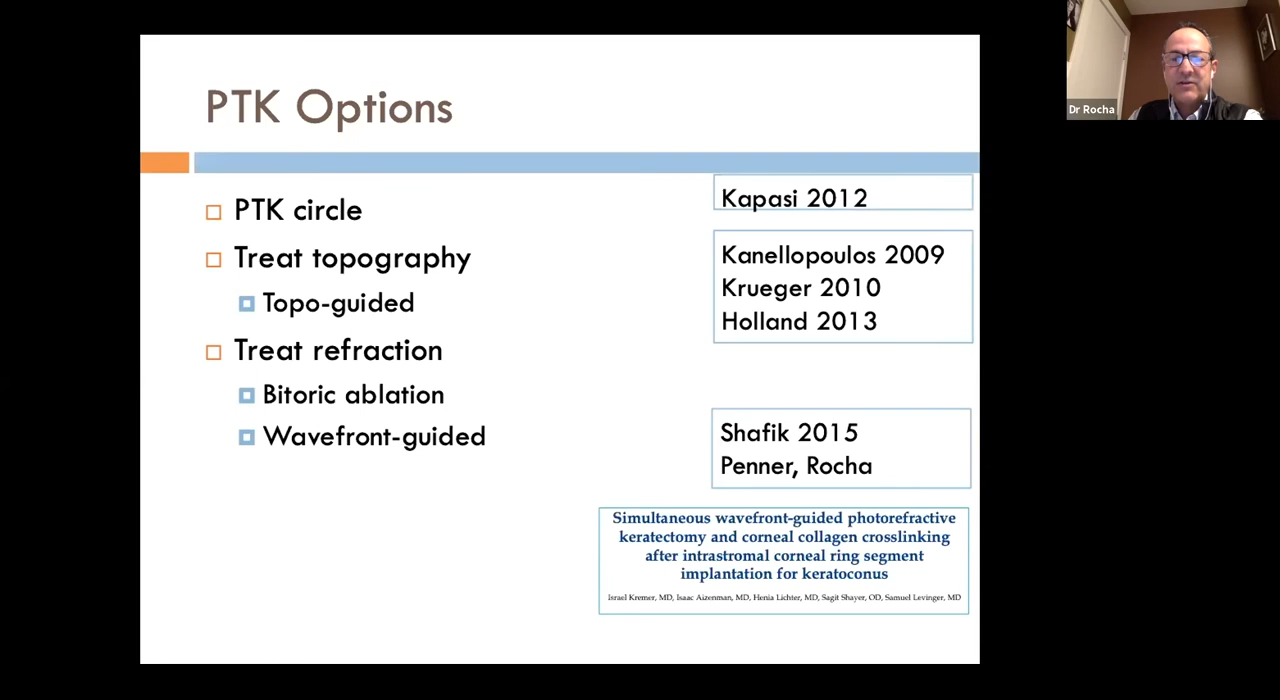 PTK Options
PTK circle
Treat topography
Topo-guided
Treat refraction
Bitoric ablation
Wavefront-guided
Kapasi 2012
Kanellopoulos 2009
Krueger 2010
Holland 2013
Shafik 2015
Penner, Rocha
Simultaneous wavefront-guided photorefractive
keratectomy and corneal collagen crosslinking
after intrastromal corneal ring segment
implantation for keratoconus
Israel Kremer, MD, Isaac Aizenman, MD, Henia Lichter, MD, Sagit Shayer, OD, Samuel Levinger, MD
Dr Rocha